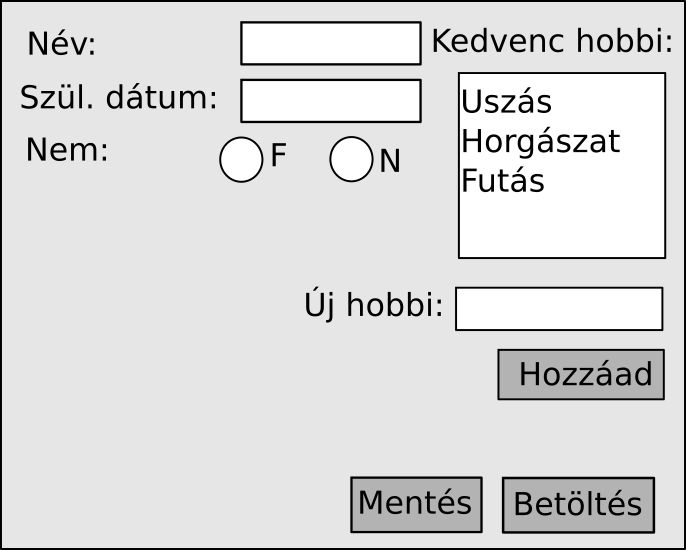 Név:
Szül. dátum:
Nem:
F
N
Kedvenc hobbi:
Uszás
Horgászat
Futás
Új hobbi:
Hozzáad
Mentés
Betöltés